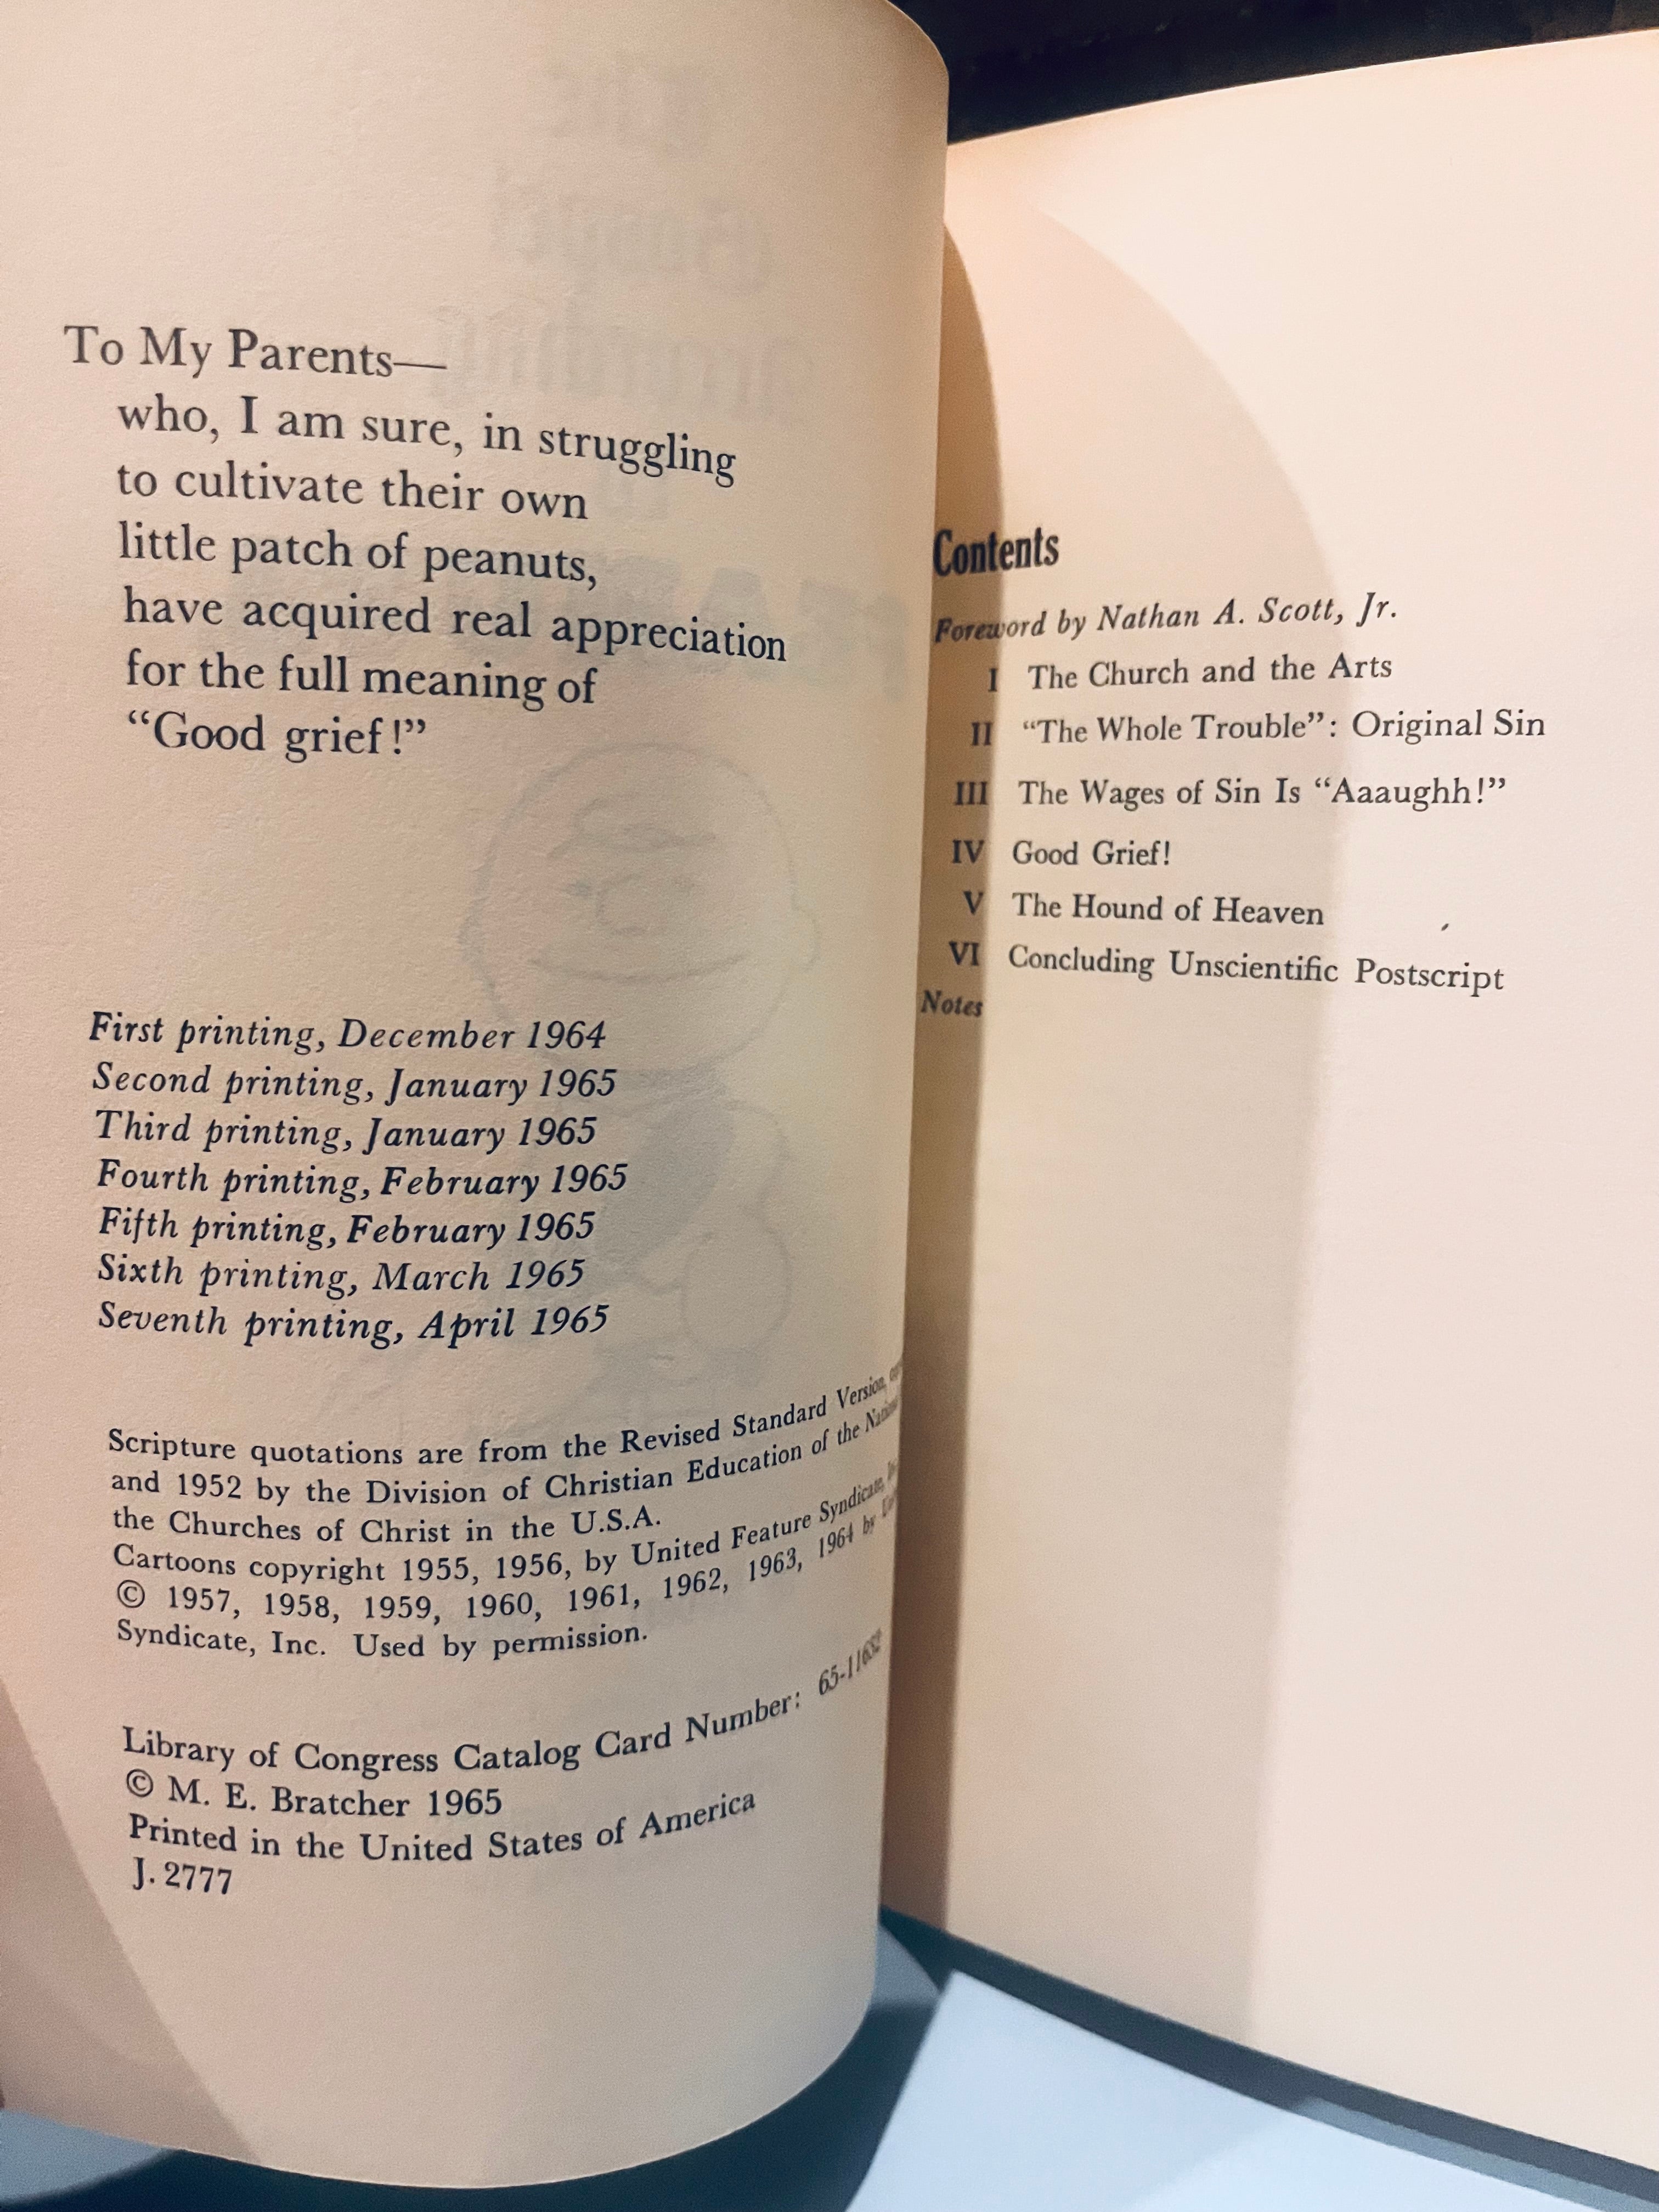 To My Parents—
who, I am sure, in struggling
to cultivate their own
little patch of peanuts,
have acquired real appreciation
for the full meaning of
“Good grief!”
First printing, December 1964
Second printing, January 1965
Third printing, January 1965
Fourth printing, February 1965
Fifth printing, February 1965
Sixth printing, March 1965
Seventh printing, April 1965
Scripture quotations are from the Revised Standard Version,
and 1952 by the Division of Christian Education of the National
the Churches of Christ in the U.S.A.
Cartoons copyright 1955, 1956, by United Feature Syndicate,
© 1957, 1958, 1959, 1960, 1961, 1962, 1963, 1964 by
Syndicate, Inc. Used by permission.
Library of Congress Catalog Card Number:
© M. E. Bratcher 1965
Printed in the United States of America
J. 2777
Contents
Foreword by Nathan A. Scott, Jr.
I The Church and the Arts
II “The Whole Trouble”: Original Sin
III The Wages of Sin Is “Aaaughh!”
IV Good Grief!
V The Hound of Heaven
VI Concluding Unscientific Postscript
Notes